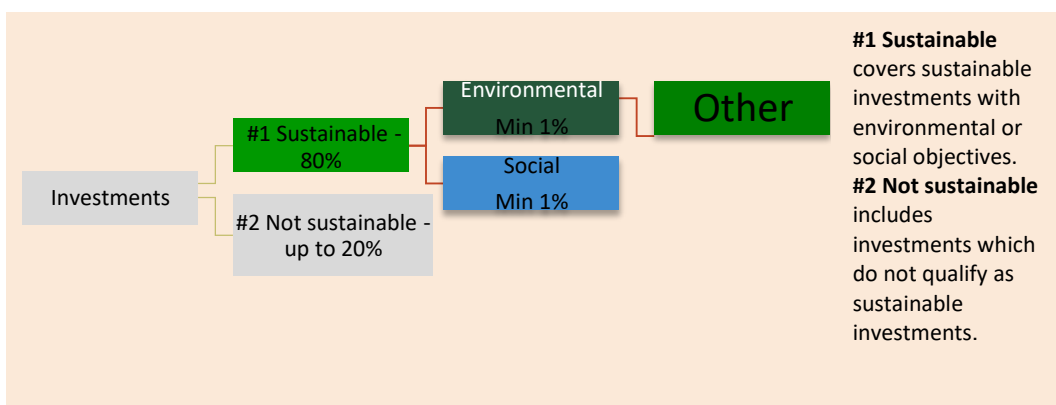 Investments
#1 Sustainable -
80%
#2 Not sustainable -
up to 20%
Environmental
Min 1%
Social
Min 1%
Other
#1 Sustainable
covers sustainable
investments with
environmental or
social objectives.
#2 Not sustainable
includes
investments which
do not qualify as
sustainable
investments.